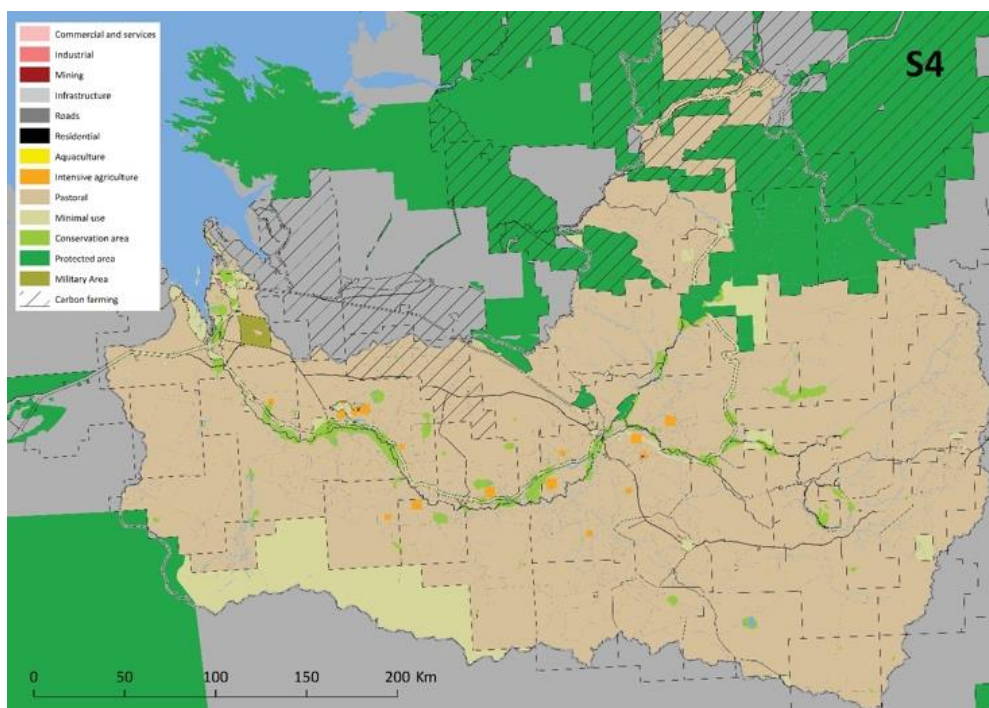 Commercial and services
Industrial
Mining
Infrastructure
Roads
Residential
Aquaculture
Intensive agriculture
Pastoral
Minimal use
Conservation area
Protected area
Military Area
Carbon farming
S4
0 50 100 150 200 Km